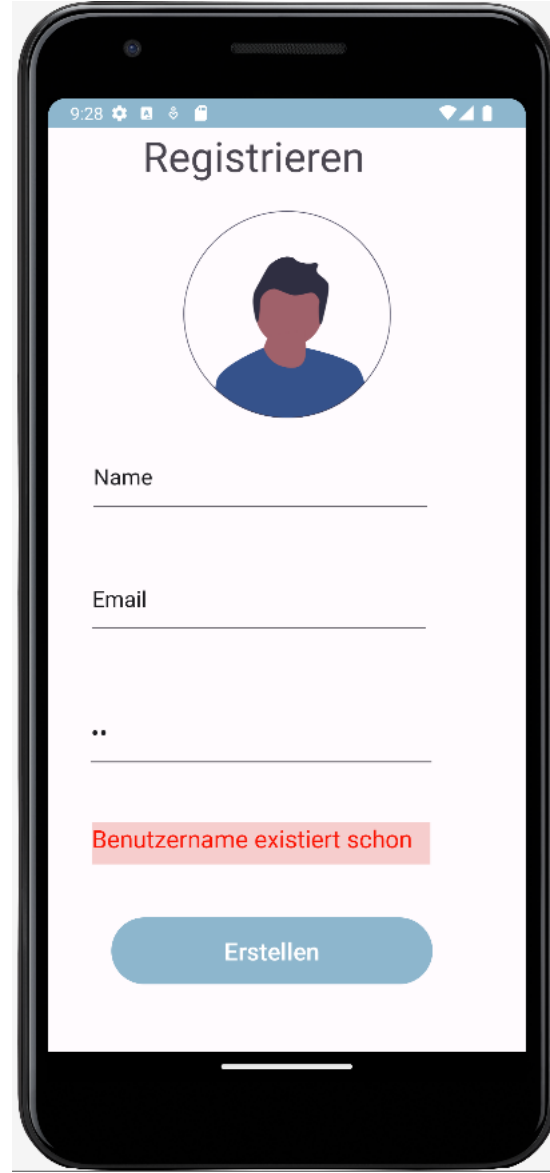 9:28
Registrieren
Name
Email
••
Benutzername existiert schon
Erstellen